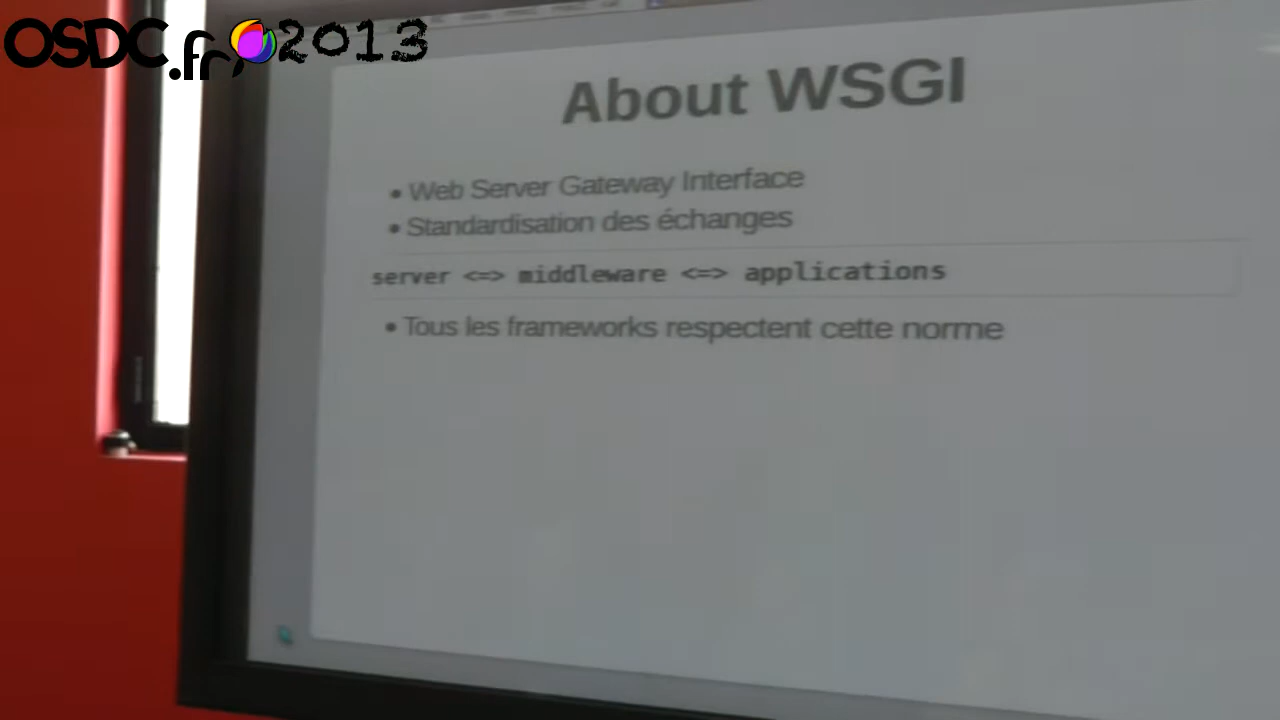 OSDC.fr 2013
About WSGI
• Web Server Gateway Interface
• Standardisation des échanges
server <=> middleware <=> applications
• Tous les frameworks respectent cette norme